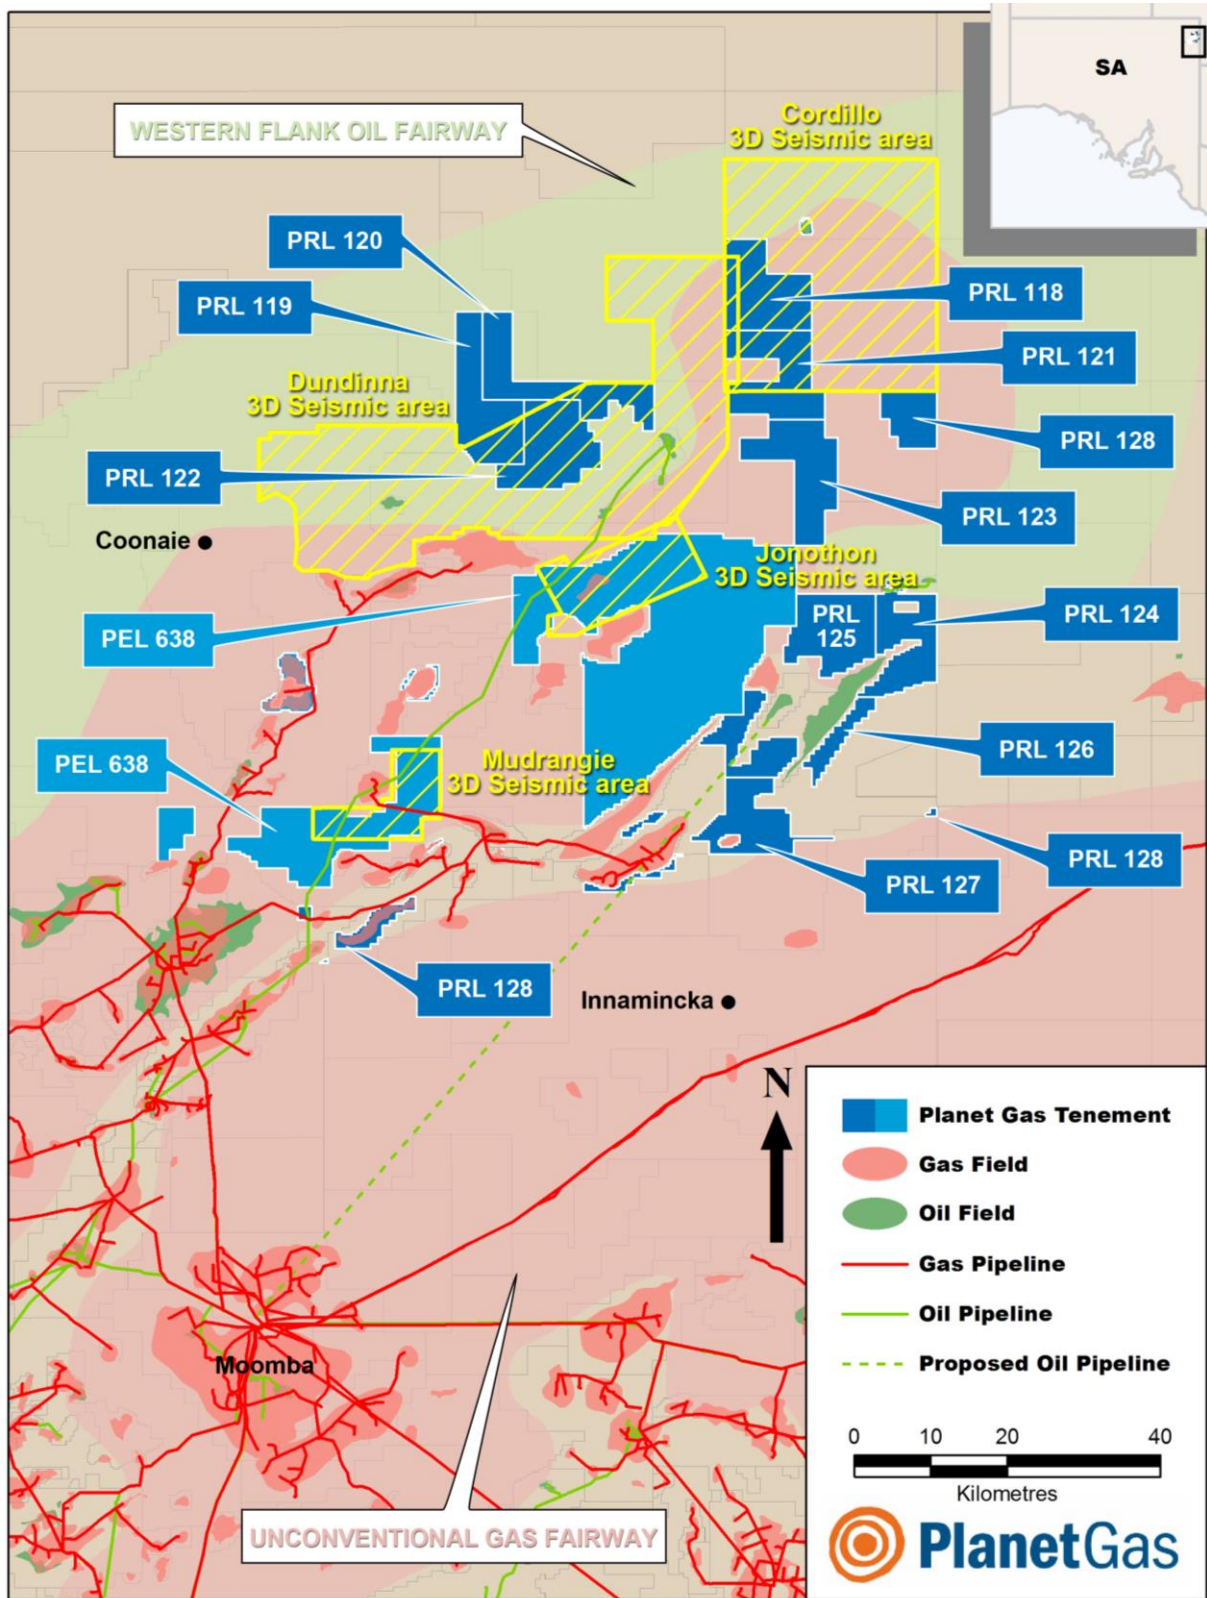 SA
Cordillo
3D Seismic area
WESTERN FLANK OIL FAIRWAY
PRL 120
PRL 118
PRL 119
PRL 121
Dundinna
3D Seismic area
PRL 128
PRL 122
PRL 123
Coonaie
Jonothon
3D Seismic area
PEL 638
PRL
125
PRL 124
PRL 126
PEL 638
Mudrangie
3D Seismic area
PRL 128
PRL 127
PRL 128
Innamincka
N
Planet Gas Tenement
Gas Field
Oil Field
Gas Pipeline
Oil Pipeline
Proposed Oil Pipeline
Moomba
0 10 20 40
Kilometres
UNCONVENTIONAL GAS FAIRWAY
PlanetGas